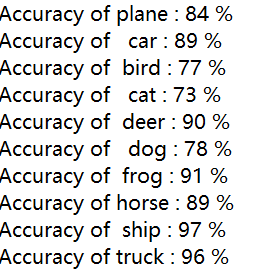 Accuracy of plane : 84 %
Accuracy of   car : 89 %
Accuracy of  bird : 77 %
Accuracy of   cat : 73 %
Accuracy of  deer : 90 %
Accuracy of   dog : 78 %
Accuracy of  frog : 91 %
Accuracy of horse : 89 %
Accuracy of  ship : 97 %
Accuracy of truck : 96 %